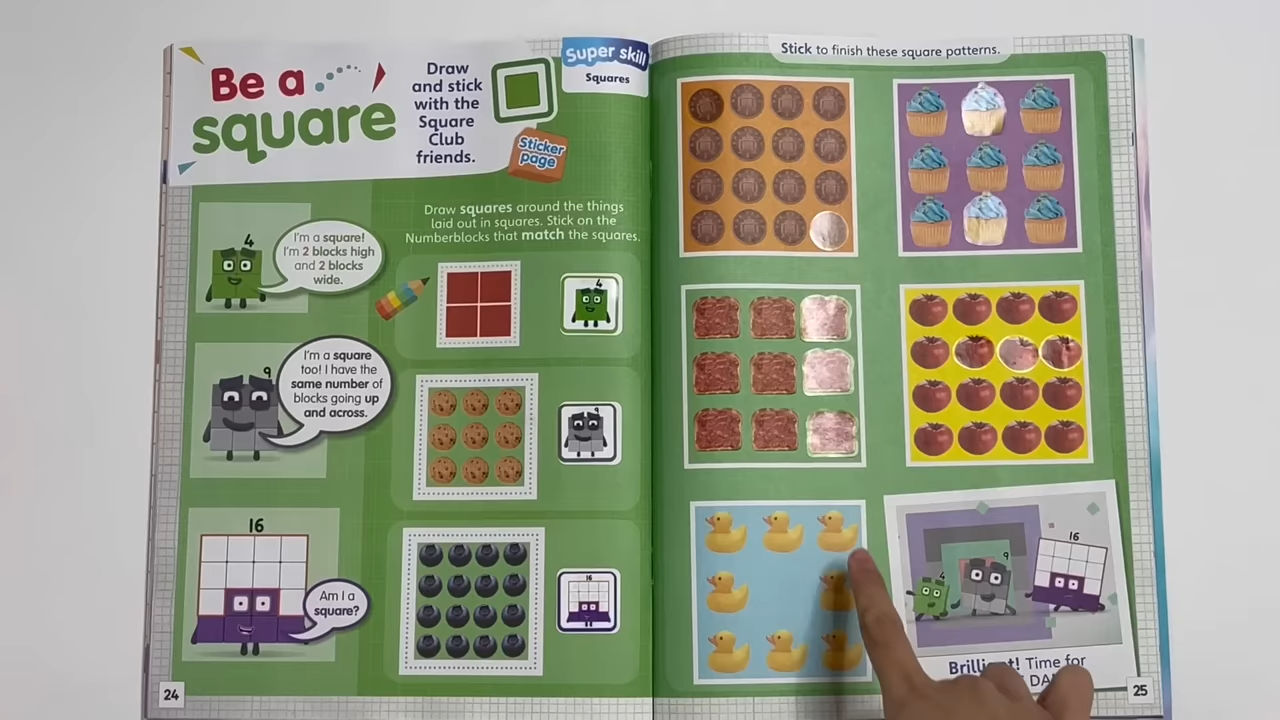 Be a
square
Draw
and stick
with the
Square
Club
friends.
Sticker
page
Super skill
Squares
4
I'm a square!
I'm 2 blocks high
and 2 blocks
wide.
9
I'm a square
too! I have the
same number of
blocks going up
and across.
16
Am I a
square?
Draw squares around the things
laid out in squares. Stick on the
Numberblocks that match the squares.
4
9
16
24
Stick to finish these square patterns.
4
9
16
Brilliant! Time for
25